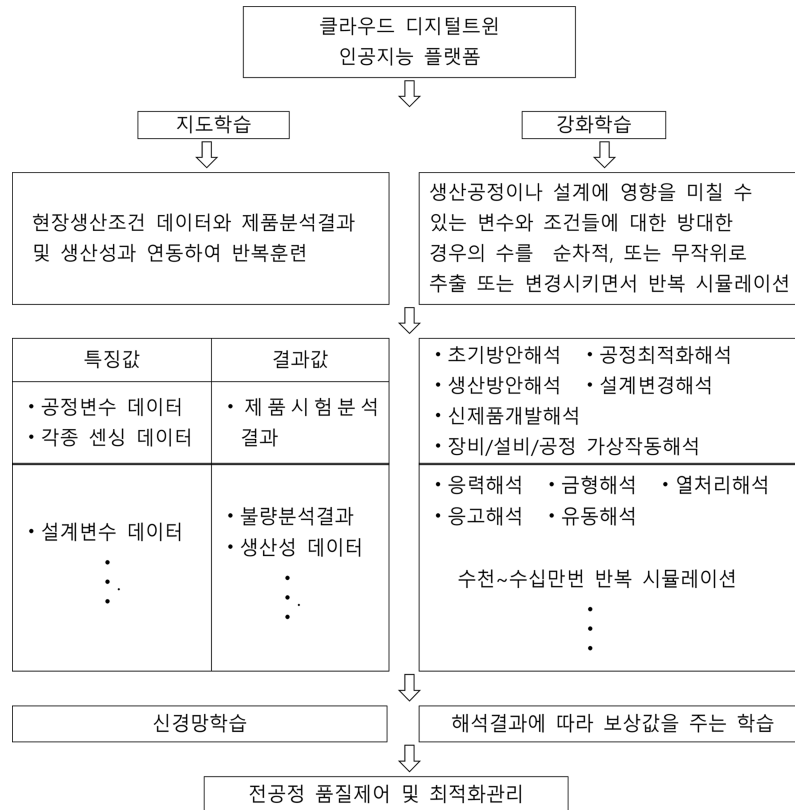 클라우드 디지털트윈
인공지능 플랫폼
지도학습
강화학습
현장생산조건 데이터와 제품분석결과
및 생산성과 연동하여 반복훈련
생산공정이나 설계에 영향을 미칠 수
있는 변수와 조건들에 대한 방대한
경우의 수를 순차적, 또는 무작위로
추출 또는 변경시키면서 반복 시뮬레이션
특징값
결과값
• 공정변수 데이터
• 각종 센싱 데이터
• 제품시험분석
결과
• 설계변수 데이터
• 불량분석결과
• 생산성 데이터
• 초기방안해석 • 공정최적화해석
• 생산방안해석 • 설계변경해석
• 신제품개발해석
• 장비/설비/공정 가상작동해석
• 응력해석 • 금형해석 • 열처리해석
• 응고해석 • 유동해석
수천~수십만번 반복 시뮬레이션
신경망학습
해석결과에 따라 보상값을 주는 학습
전공정 품질제어 및 최적화관리